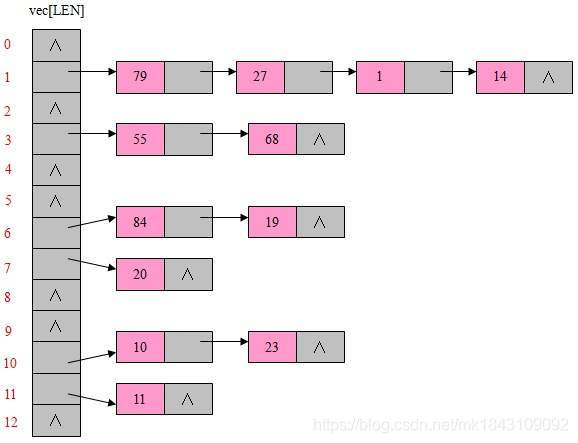 vec[LEN]
0 ∧
1 79 27 1 14 ∧
2 ∧
3 55 68 ∧
4 ∧
5 ∧
6 84 19 ∧
7 20 ∧
8 ∧
9 ∧
10 10 23 ∧
11 11 ∧
12 ∧
https://blog.csdn.net/mk1843109092